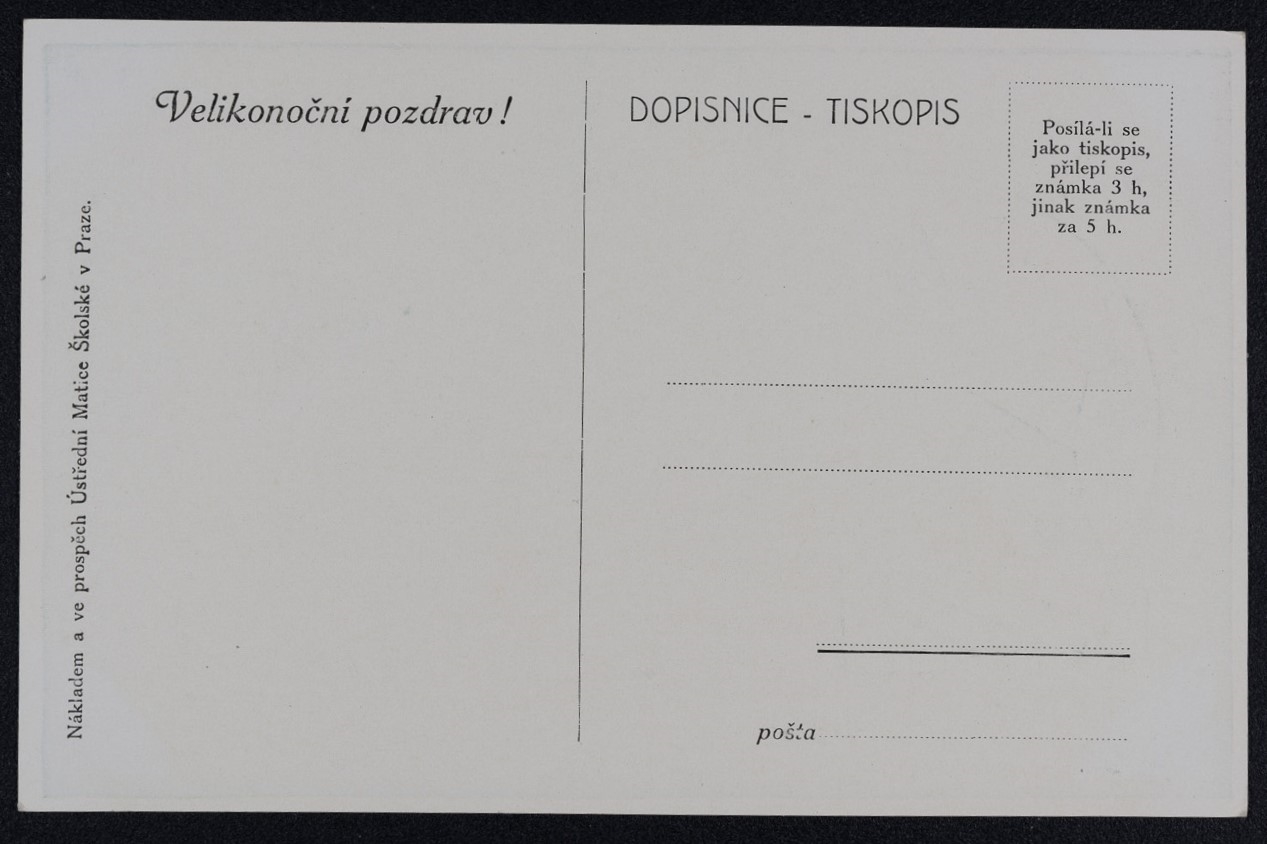 Velikonoční pozdrav!
Nákladem a ve prospěch Ústřední Matice Školské v Praze.
DOPISNICE - TISKOPIS
Posílá-li se
jako tiskopis,
přilepí se
známka 3 h,
jinak známka
za 5 h.
pošta